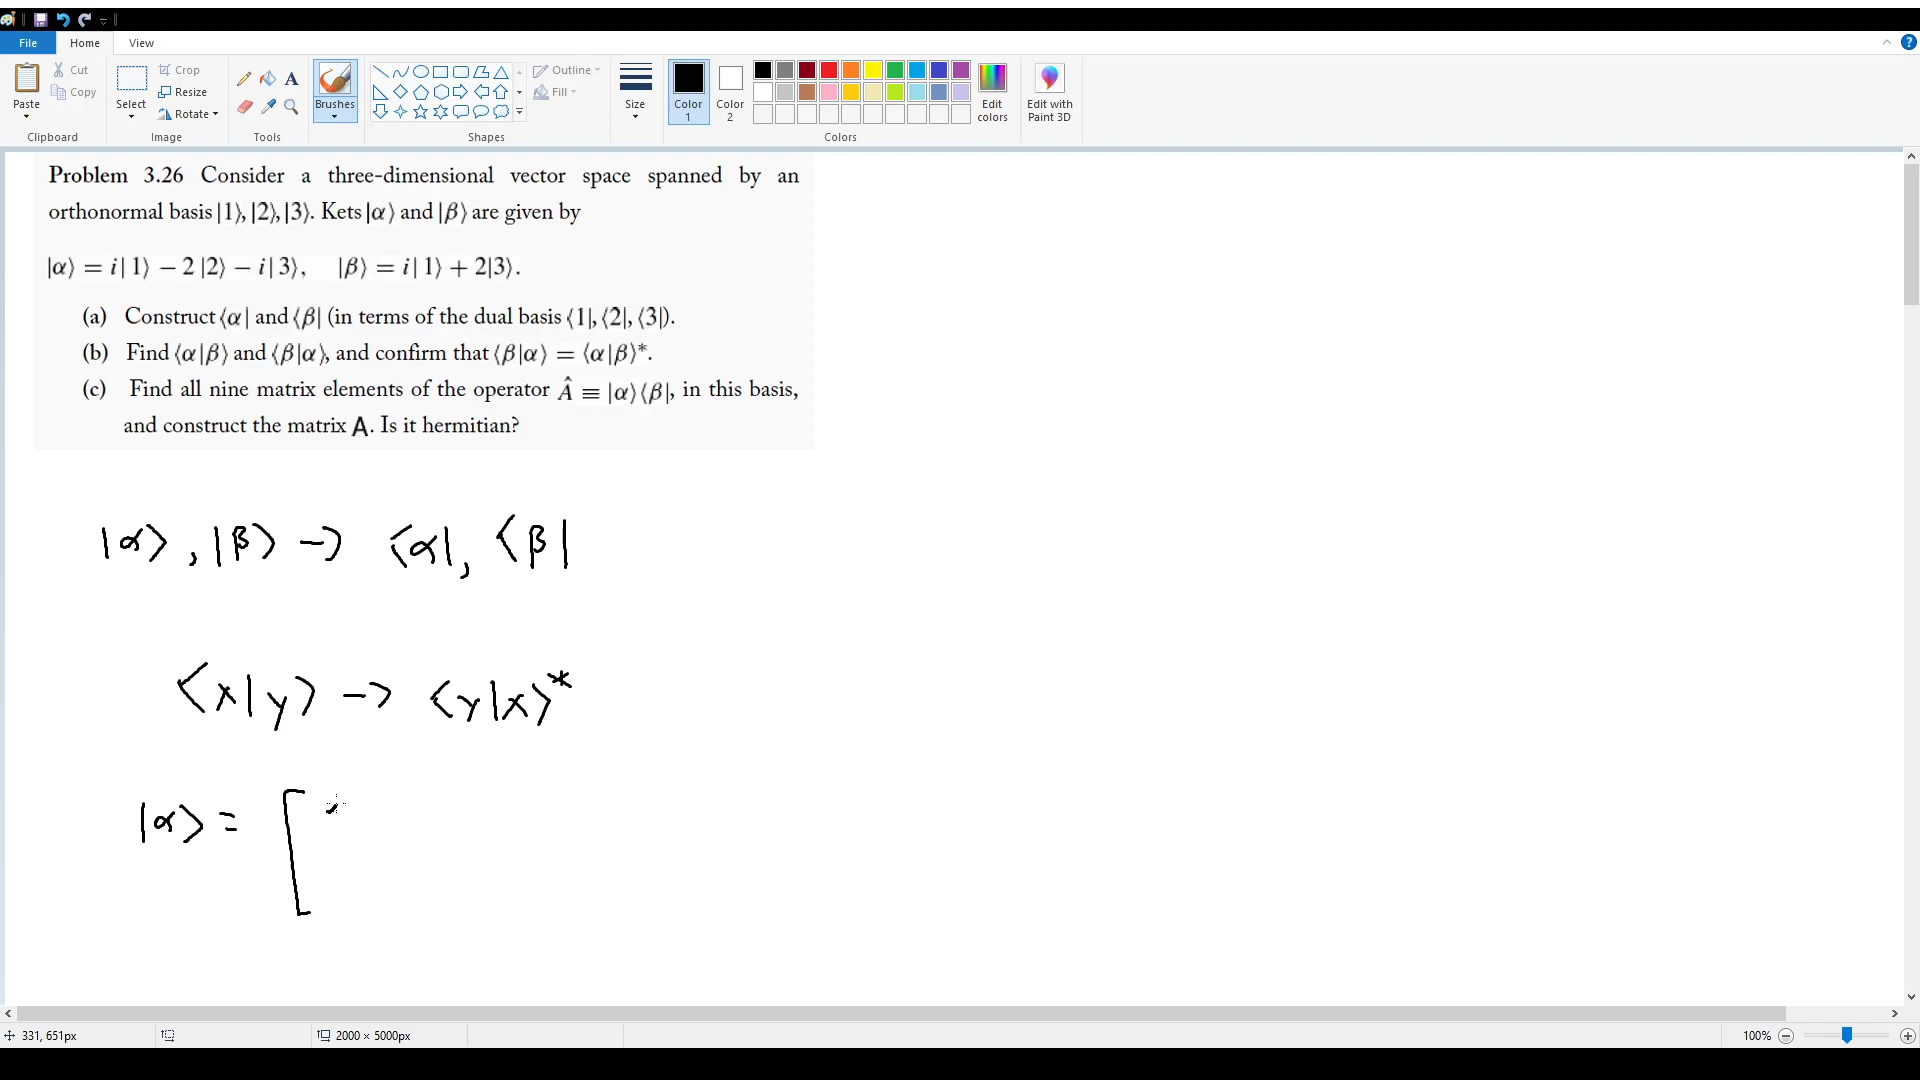 File Home View
Paste Cut Copy Clipboard
Select Crop Resize Rotate Image
A Tools
Brushes
Shapes Outline Fill
Size
Color 1 Color 2 Edit colors Colors
Edit with Paint 3D
Problem 3.26 Consider a three-dimensional vector space spanned by an
orthonormal basis |1⟩, |2⟩, |3⟩. Kets |α⟩ and |β⟩ are given by
|α⟩ = i|1⟩ − 2|2⟩ − i|3⟩, |β⟩ = i|1⟩ + 2|3⟩.
(a) Construct ⟨α| and ⟨β| (in terms of the dual basis ⟨1|, ⟨2|, ⟨3|).
(b) Find ⟨α|β⟩ and ⟨β|α⟩, and confirm that ⟨β|α⟩ = ⟨α|β⟩*.
(c) Find all nine matrix elements of the operator Â ≡ |α⟩⟨β|, in this basis,
and construct the matrix A. Is it hermitian?
|α⟩, |β⟩ → ⟨α|, ⟨β|
⟨x|y⟩ → ⟨y|x⟩*
|α⟩ = [
331, 651px 2000 × 5000px 100%